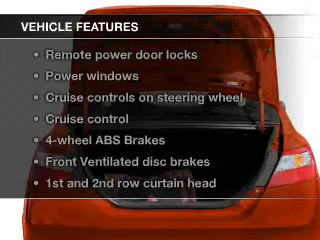 VEHICLE FEATURES
• Remote power door locks
• Power windows
• Cruise controls on steering wheel
• Cruise control
• 4-wheel ABS Brakes
• Front Ventilated disc brakes
• 1st and 2nd row curtain head